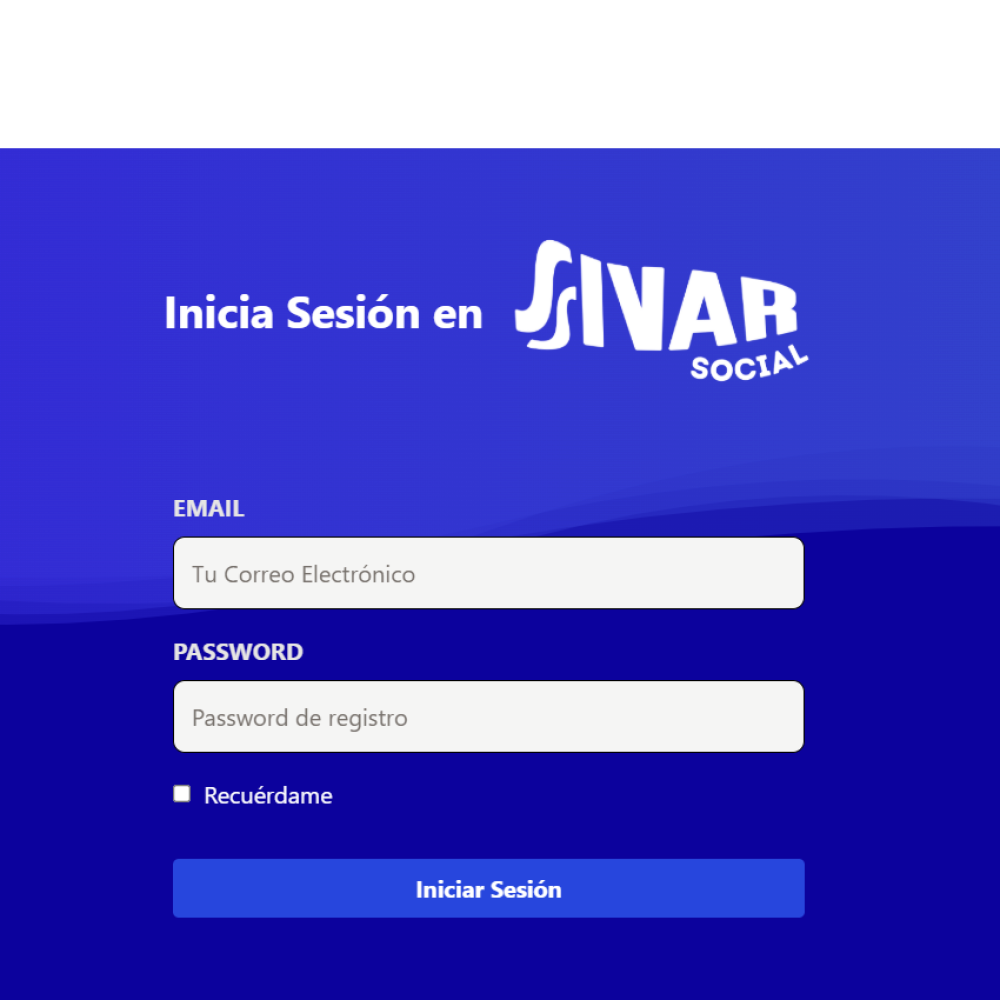 Inicia Sesión en
SIVAR
SOCIAL
EMAIL
Tu Correo Electrónico
PASSWORD
Password de registro
Recuérdame
Iniciar Sesión